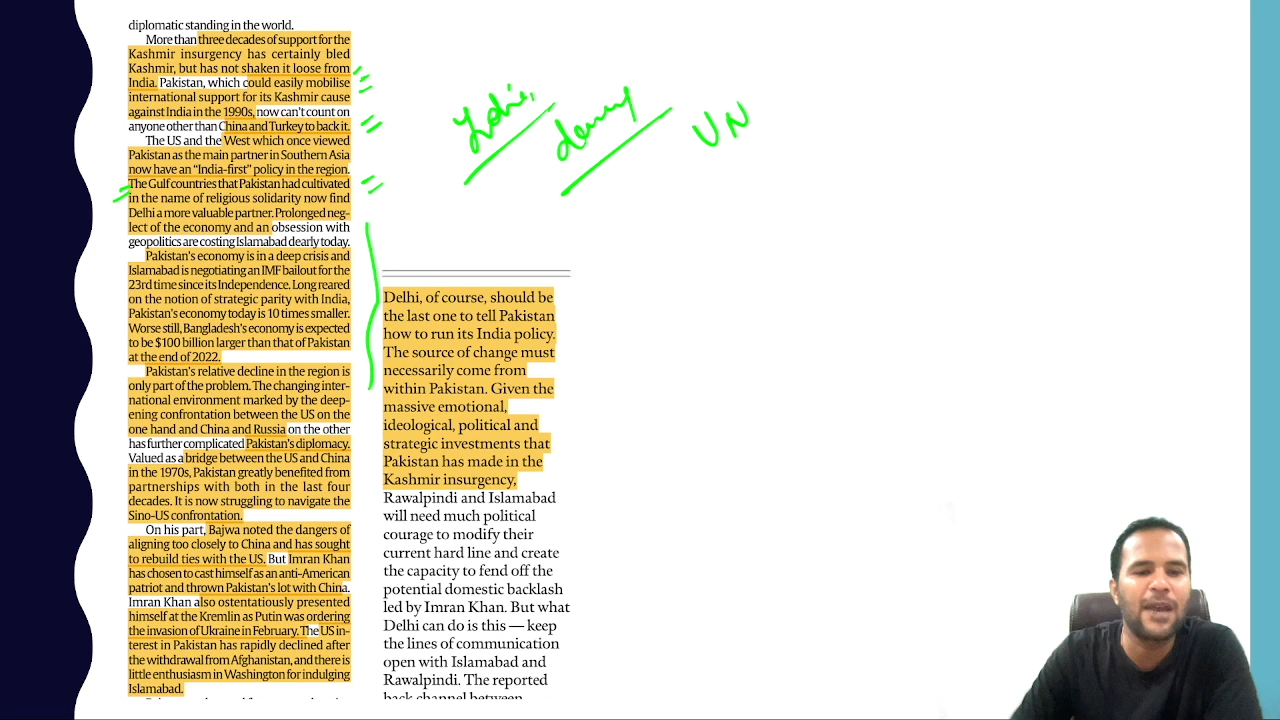 diplomatic standing in the world.
More than three decades of support for the
Kashmir insurgency has certainly bled
Kashmir, but has not shaken it loose from
India. Pakistan, which could easily mobilise
international support for its Kashmir cause
against India in the 1990s, now can't count on
anyone other than China and Turkey to back it.
The US and the West which once viewed
Pakistan as the main partner in Southern Asia
now have an "India-first" policy in the region.
The Gulf countries that Pakistan had cultivated
in the name of religious solidarity now find
Delhi a more valuable partner. Prolonged neg-
lect of the economy and an obsession with
geopolitics are costing Islamabad dearly today.
Pakistan's economy is in a deep crisis and
Islamabad is negotiating an IMF bailout for the
23rd time since its Independence. Long reared
on the notion of strategic parity with India,
Pakistan's economy today is 10 times smaller.
Worse still, Bangladesh's economy is expected
to be $100 billion larger than that of Pakistan
at the end of 2022.
Pakistan's relative decline in the region is
only part of the problem. The changing inter-
national environment marked by the deep-
ening confrontation between the US on the
one hand and China and Russia on the other
has further complicated Pakistan's diplomacy.
Valued as a bridge between the US and China
in the 1970s, Pakistan greatly benefited from
partnerships with both in the last four
decades. It is now struggling to navigate the
Sino-US confrontation.
On his part, Bajwa noted the dangers of
aligning too closely to China and has sought
to rebuild ties with the US. But Imran Khan
has chosen to cast himself as an anti-American
patriot and thrown Pakistan's lot with China.
Imran Khan also ostentatiously presented
himself at the Kremlin as Putin was ordering
the invasion of Ukraine in February. The US in-
terest in Pakistan has rapidly declined after
the withdrawal from Afghanistan, and there is
little enthusiasm in Washington for indulging
Islamabad.
UN
Delhi, of course, should be
the last one to tell Pakistan
how to run its India policy.
The source of change must
necessarily come from
within Pakistan. Given the
massive emotional,
ideological, political and
strategic investments that
Pakistan has made in the
Kashmir insurgency,
Rawalpindi and Islamabad
will need much political
courage to modify their
current hard line and create
the capacity to fend off the
potential domestic backlash
led by Imran Khan. But what
Delhi can do is this — keep
the lines of communication
open with Islamabad and
Rawalpindi. The reported
back channel between